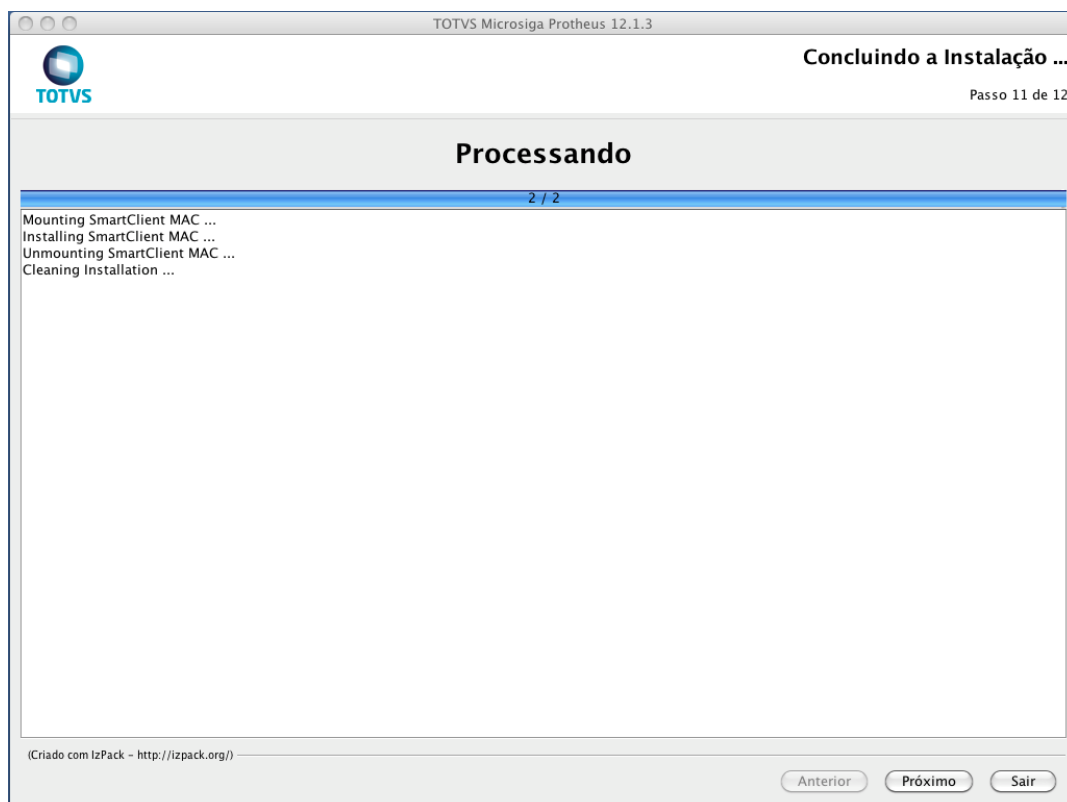 TOTVS Microsiga Protheus 12.1.3
TOTVS
Concluindo a Instalação ...
Passo 11 de 12
Processando
2 / 2
Mounting SmartClient MAC ...
Installing SmartClient MAC ...
Unmounting SmartClient MAC ...
Cleaning Installation ...
(Criado com IzPack - http://izpack.org/)
Anterior
Próximo
Sair